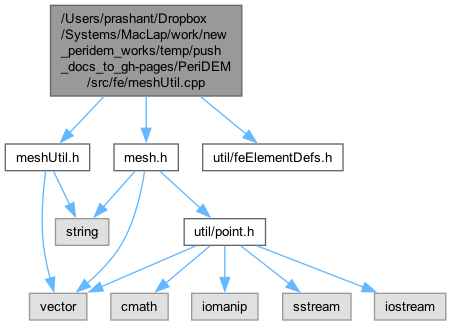 /Users/prashant/Dropbox
/Systems/MacLap/work/new
_peridem_works/temp/push
_docs_to_gh-pages/PeriDEM
/src/fe/meshUtil.cpp
meshUtil.h
mesh.h
util/feElementDefs.h
string
util/point.h
vector
cmath
iomanip
sstream
iostream